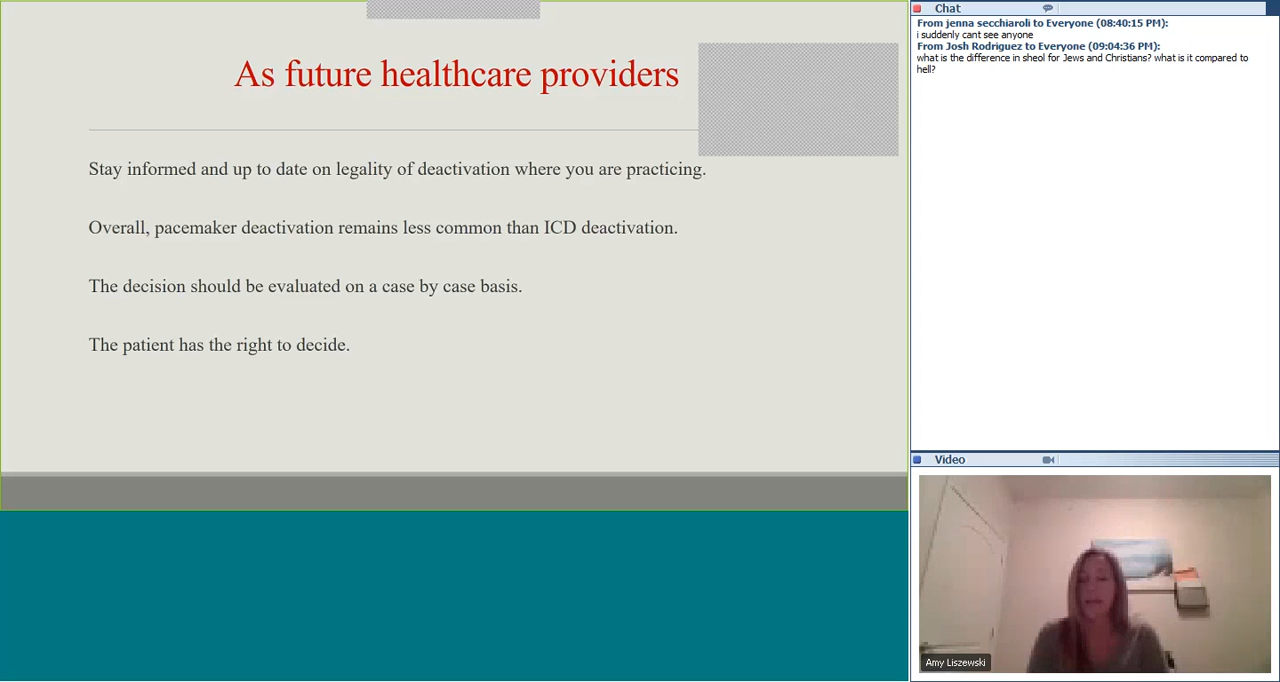 As future healthcare providers
Stay informed and up to date on legality of deactivation where you are practicing.
Overall, pacemaker deactivation remains less common than ICD deactivation.
The decision should be evaluated on a case by case basis.
The patient has the right to decide.
Chat
From jenna secchiaroli to Everyone (08:40:15 PM):
i suddenly cant see anyone
From Josh Rodriguez to Everyone (09:04:36 PM):
what is the difference in sheol for Jews and Christians? what is it compared to
hell?
Video
Amy Liszewski